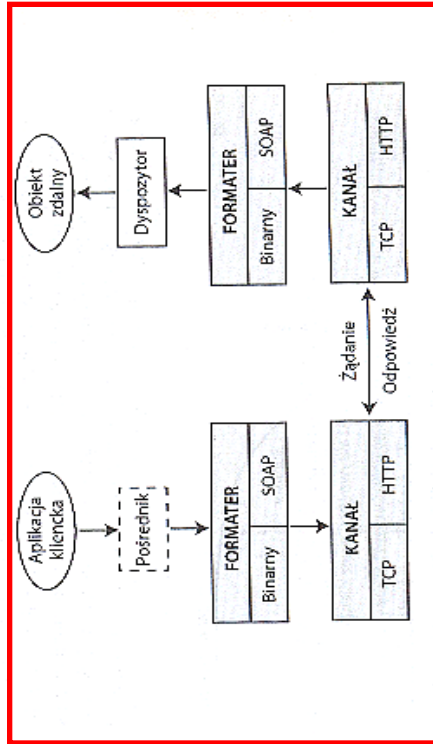 Aplikacja
kliencka
Pośrednik
FORMATER
Binarny
SOAP
KANAŁ
TCP
HTTP
Żądanie
Odpowiedź
Obiekt
zdalny
Dyspozytor
FORMATER
Binarny
SOAP
KANAŁ
TCP
HTTP